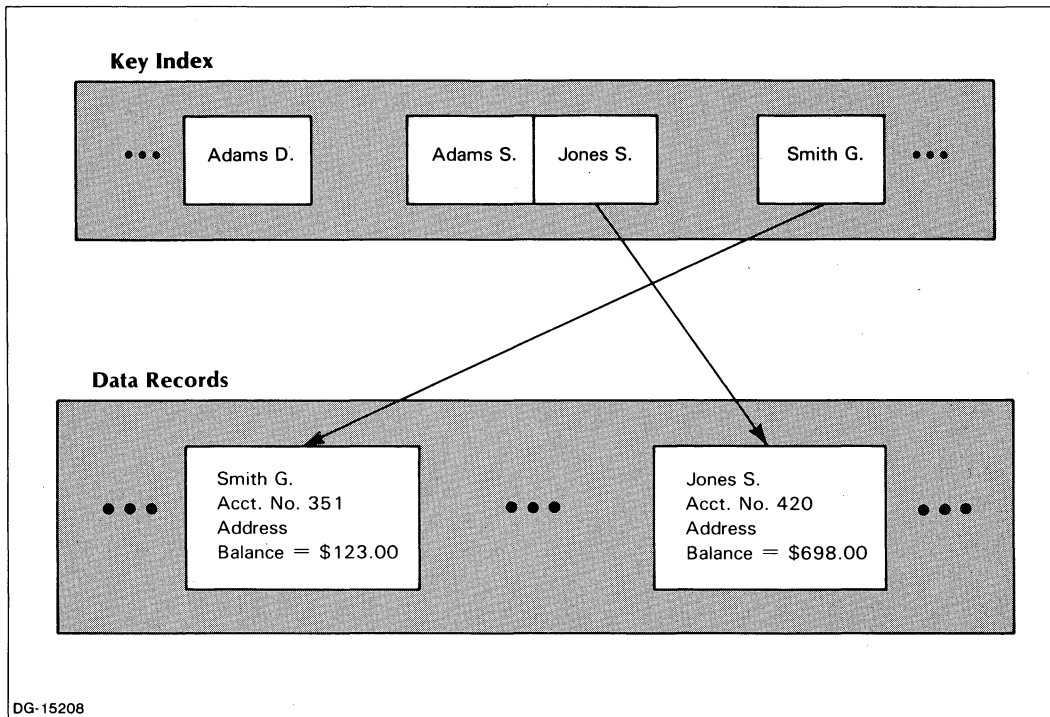 Key Index
••• Adams D. Adams S. Jones S. Smith G. •••
Data Records
Smith G.
Acct. No. 351
Address
Balance = $123.00
Jones S.
Acct. No. 420
Address
Balance = $698.00
DG-15208